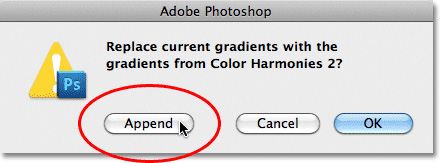 Adobe Photoshop
Replace current gradients with the
gradients from Color Harmonies 2?
Ps
Append Cancel OK